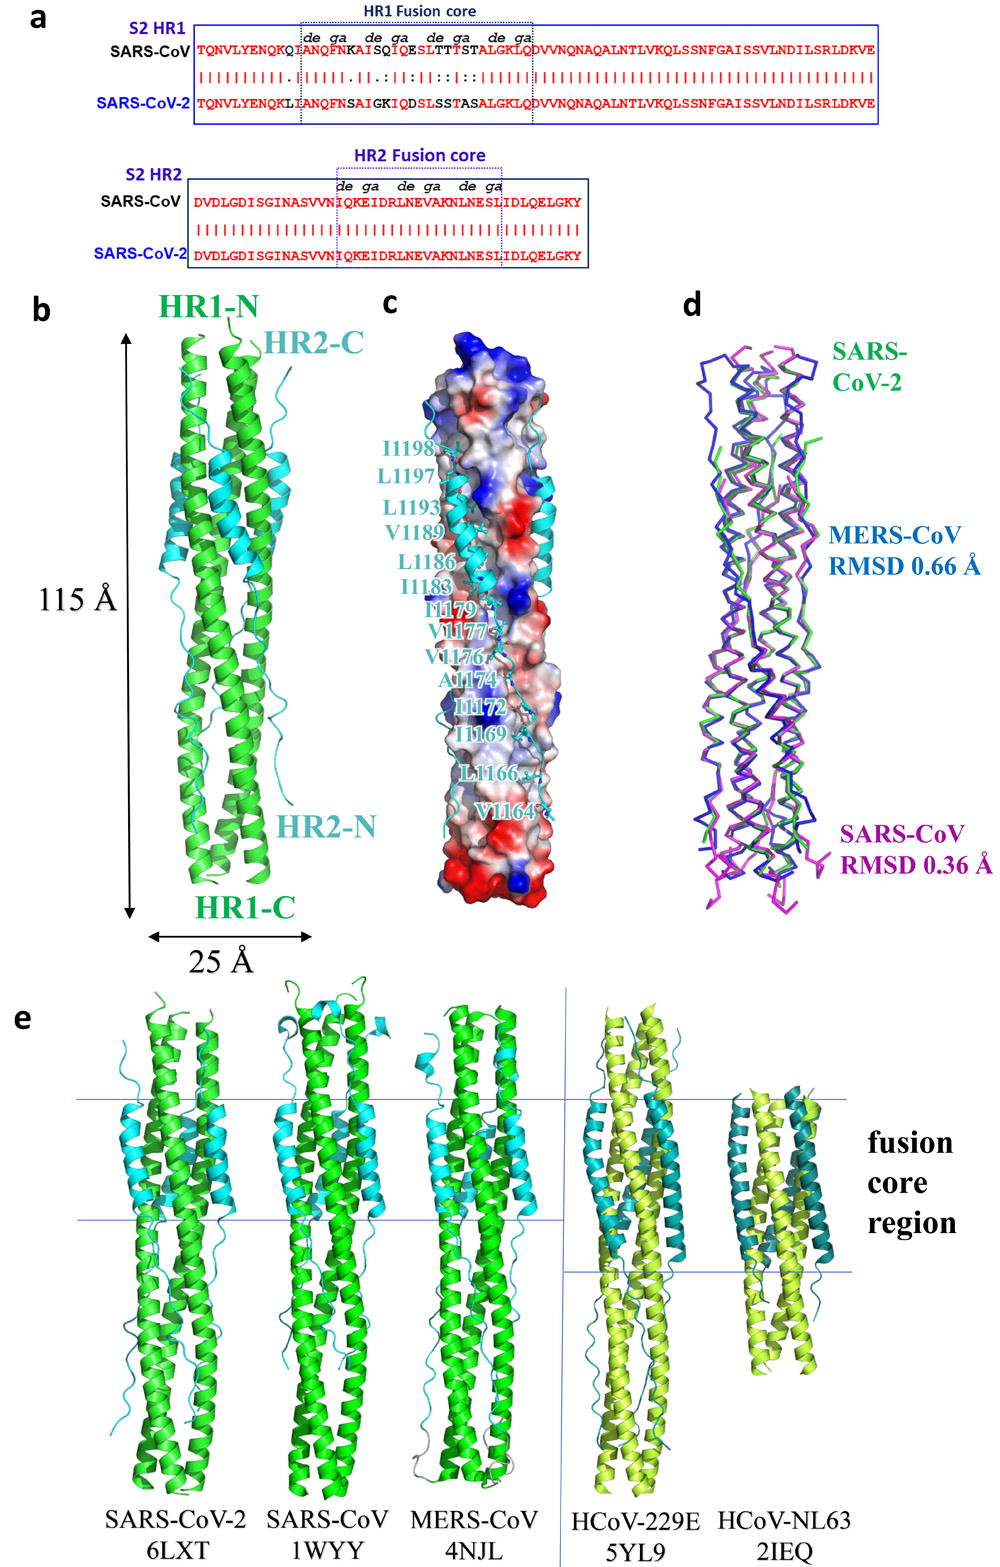 a
HR1 Fusion core
S2 HR1
de ga de ga de ga de ga
SARS-CoV TQNVLYENQKQIANQFNKAISQIQESLTTTSTALGKLQDVVNQNAQALNTLVKQLSSNFGAISSVLNDILSRLDKVE
||||||||||.||||||.||.:|||:||:::|:|||||||||||||||||||||||||||||||||||||||||||
SARS-CoV-2 TQNVLYENQKLIANQFNSAIGKIQDSLSSTASALGKLQDVVNQNAQALNTLVKQLSSNFGAISSVLNDILSRLDKVE
HR2 Fusion core
S2 HR2
de ga de ga de ga
SARS-CoV DVDLGDISGINASVVNIQKEIDRLNEVAKNLNESLIDLQELGKY
SARS-CoV-2 DVDLGDISGINASVVNIQKEIDRLNEVAKNLNESLIDLQELGKY
b
HR1-N
HR2-C
115 Å
HR2-N
HR1-C
25 Å
c
I1198
L1197
L1193
V1189
L1186
I1183
I1179
V1177
V1176
A1174
I1172
I1169
L1166
V1164
d
SARS-
CoV-2
MERS-CoV
RMSD 0.66 Å
SARS-CoV
RMSD 0.36 Å
e
fusion
core
region
SARS-CoV-2
6LXT
SARS-CoV
1WYY
MERS-CoV
4NJL
HCoV-229E
5YL9
HCoV-NL63
2IEQ